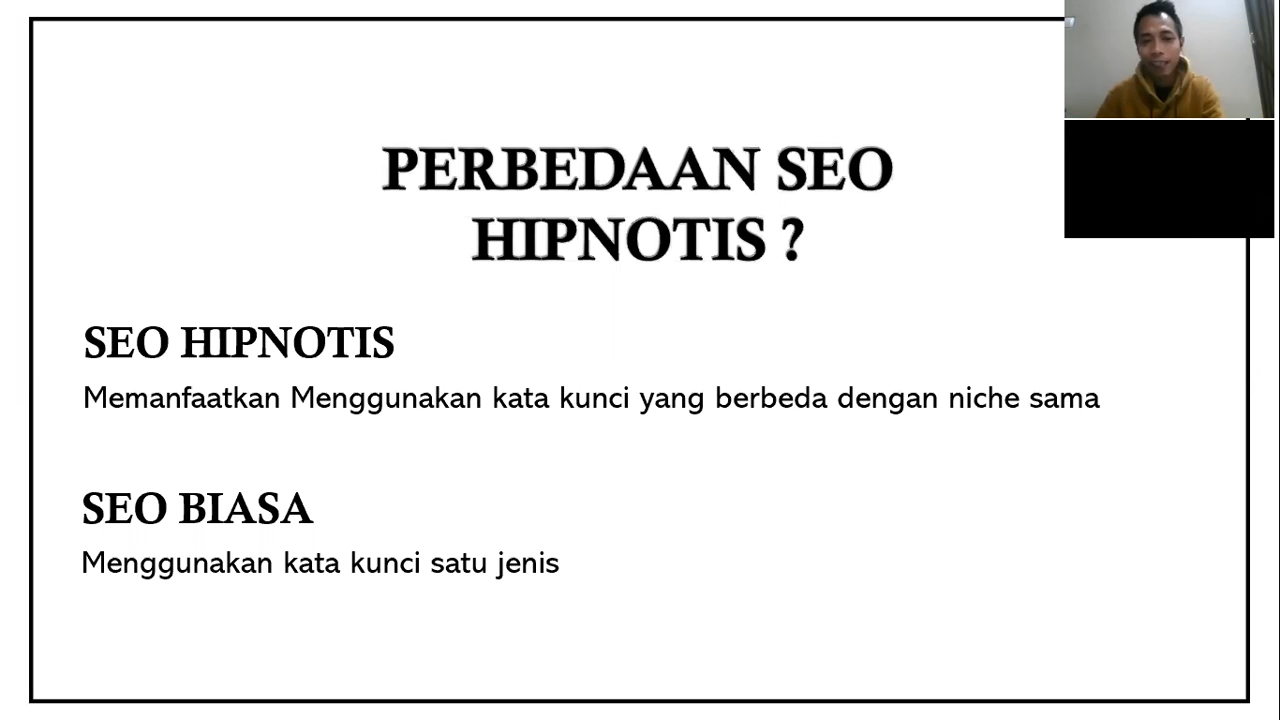 PERBEDAAN SEO
HIPNOTIS ?
SEO HIPNOTIS
Memanfaatkan Menggunakan kata kunci yang berbeda dengan niche sama
SEO BIASA
Menggunakan kata kunci satu jenis